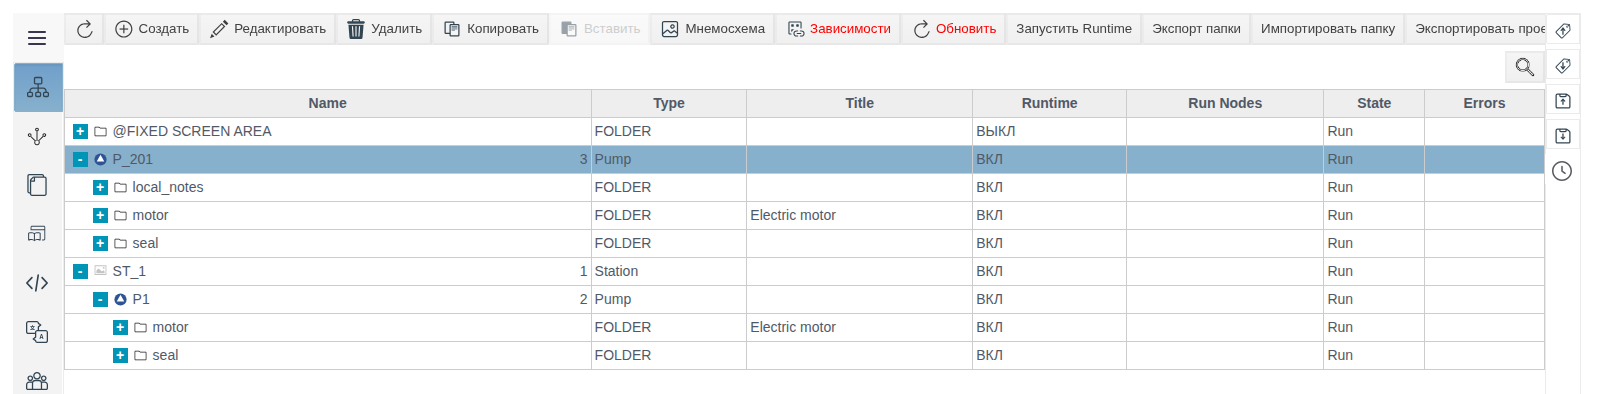 Создать Редактировать Удалить Копировать Вставить Мнемосхема Зависимости Обновить Запустить Runtime Экспорт папки Импортировать папку Экспортировать прое
Name Type Title Runtime Run Nodes State Errors
+ @FIXED SCREEN AREA FOLDER ВЫКЛ Run
- P_201 3 Pump ВКЛ Run
+ local_notes FOLDER ВКЛ Run
+ motor FOLDER Electric motor ВКЛ Run
+ seal FOLDER ВКЛ Run
- ST_1 1 Station ВКЛ Run
- P1 2 Pump ВКЛ Run
+ motor FOLDER Electric motor ВКЛ Run
+ seal FOLDER ВКЛ Run